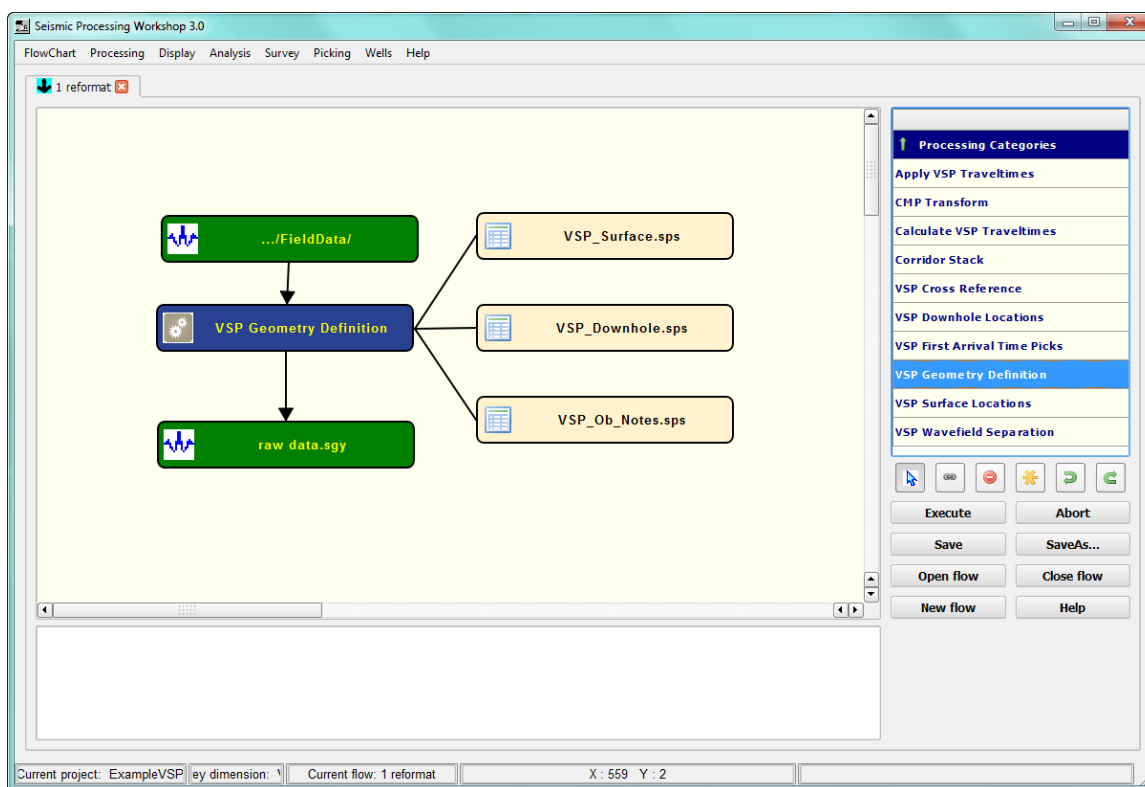 Seismic Processing Workshop 3.0
FlowChart Processing Display Analysis Survey Picking Wells Help
1 reformat
.../FieldData/
VSP Geometry Definition
raw data.sgy
VSP_Surface.sps
VSP_Downhole.sps
VSP_Ob_Notes.sps
Processing Categories
Apply VSP Traveltimes
CMP Transform
Calculate VSP Traveltimes
Corridor Stack
VSP Cross Reference
VSP Downhole Locations
VSP First Arrival Time Picks
VSP Geometry Definition
VSP Surface Locations
VSP Wavefield Separation
Execute Abort
Save SaveAs...
Open flow Close flow
New flow Help
Current project: ExampleVSP ey dimension: Current flow: 1 reformat X : 559 Y : 2